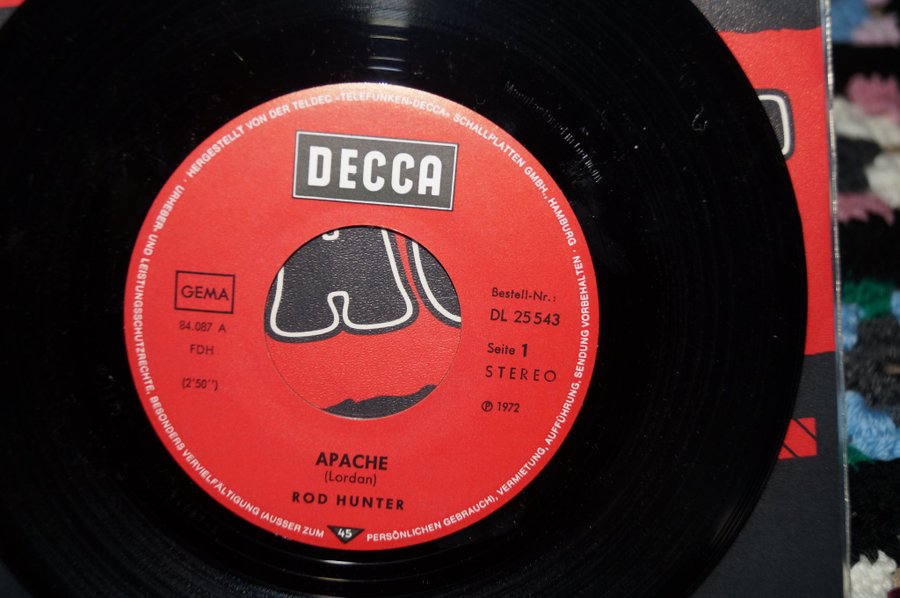 URHEBER- UND LEISTUNGSSCHUTZRECHTE, BESONDERS VERVIELFÄLTIGUNG (AUSSER ZUM PERSÖNLICHEN GEBRAUCH), VERMIETUNG, AUFFÜHRUNG, SENDUNG VORBEHALTEN · HERGESTELLT VON DER TELDEC »TELEFUNKEN-DECCA« SCHALLPLATTEN GMBH., HAMBURG ·
DECCA
GEMA
84.087 A
FDH
(2'50'')
Bestell-Nr.:
DL 25 543
Seite 1
STEREO
℗ 1972
APACHE
(Lordan)
ROD HUNTER
45